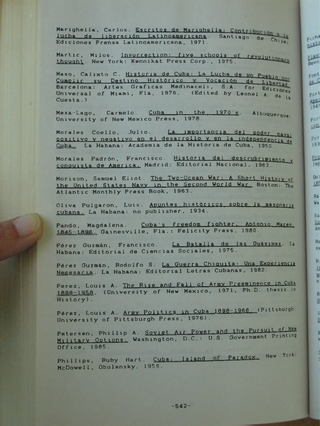 Marighella, Carlos. Escritos de Marighella: Contribución a la
lucha de liberación Latinoamericana. Santiago de Chile:
Ediciones Prensa Latinoamericana, 1971.
Martic, Milos. Insurrection: five schools of revolutionary
thought. New York: Kennikat Press Corp., 1975.
Maso, Calixto C. Historia de Cuba: La Lucha de un Pueblo por
Cumplir su Destino Histórico y Vocación de Libertad.
Barcelona: Artes Graficas Medinaceli, S.A. for Ediciones
Universal of Miami, Fla. 1976. (Edited by Leonel A. de la
Cuesta.)
Mesa-Lago, Carmelo. Cuba in the 1970's. Albuquerque:
University of New Mexico Press, 1978.
Morales Coello, Julio. La importancia del poder naval
positivo y negativo en el desarrollo y en la independencia de
Cuba. La Habana: Academia de la Historia de Cuba, 1950.
Morales Padrón, Francisco. Historia del descubrimiento y
conquista de America. Madrid: Editorial Nacional,
Morison, Samuel Eliot. The Two-Ocean War: A Short History of
the United States Navy in the Second World War. Boston: The
Atlantic Monthly Press Book, 1963.
Oliva Pulgaron, Luis. Apuntes históricos sobre la masonería
cubana. La Habana: no publisher, 1934.
Pando, Magdalena. Cuba's Freedom Fighter, Antonio Maceo,
1845-1896. Gainesville, Fla: Felicity Press, 1980.
Pérez Guzmán, Francisco. La Batalla de las Guásimas. La
Habana: Editorial de Ciencias Sociales, 1975.
Pérez Guzmán, Rodolfo S. La Guerra Chiquita: Una Experiencia
Necesaria. La Habana: Editorial Letras Cubanas, 1982.
Perez, Louis A. The Rise and Fall of Army Preeminence in Cuba
1898-1958. (University of New Mexico, 1971, Ph.D. thesis in
History).
Pérez, Louis A. Army Politics in Cuba 1898-1958. (Pittsburgh:
University of Pittsburgh Press, 1976).
Petersen, Phillip A. Soviet Air Power and the Pursuit of New
Military Options. Washington, D.C.: U.S. Government Printing
Office, 1985.
Phillips, Ruby Hart. Cuba: Island of Paradox. New York:
McDowell, Obolensky,
-542-